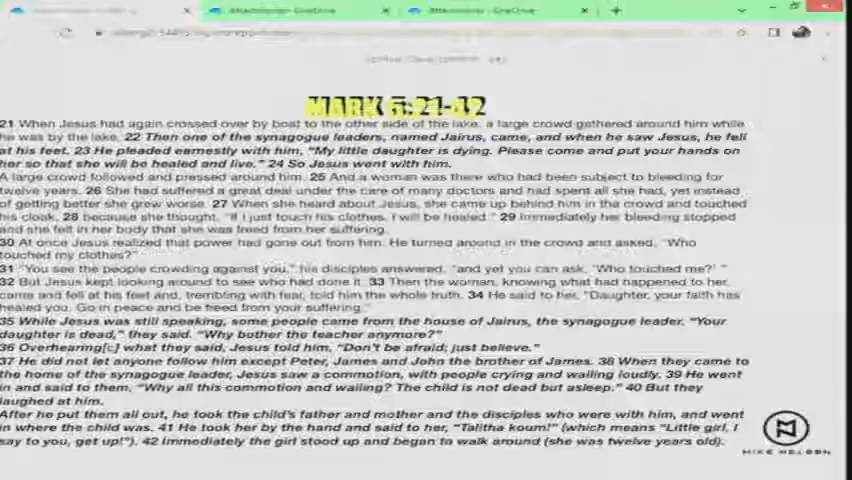 MARK 5:21-42
21 When Jesus had again crossed over by boat to the other side of the lake, a large crowd gathered around him while
he was by the lake. 22 Then one of the synagogue leaders, named Jairus, came, and when he saw Jesus, he fell
at his feet. 23 He pleaded earnestly with him, "My little daughter is dying. Please come and put your hands on
her so that she will be healed and live." 24 So Jesus went with him.
A large crowd followed and pressed around him. 25 And a woman was there who had been subject to bleeding for
twelve years. 26 She had suffered a great deal under the care of many doctors and had spent all she had, yet instead
of getting better she grew worse. 27 When she heard about Jesus, she came up behind him in the crowd and touched
his cloak, 28 because she thought, "If I just touch his clothes, I will be healed." 29 Immediately her bleeding stopped
and she felt in her body that she was freed from her suffering.
30 At once Jesus realized that power had gone out from him. He turned around in the crowd and asked, "Who
touched my clothes?"
31 "You see the people crowding against you," his disciples answered, "and yet you can ask, 'Who touched me?' "
32 But Jesus kept looking around to see who had done it. 33 Then the woman, knowing what had happened to her,
came and fell at his feet and, trembling with fear, told him the whole truth. 34 He said to her, "Daughter, your faith has
healed you. Go in peace and be freed from your suffering."
35 While Jesus was still speaking, some people came from the house of Jairus, the synagogue leader. "Your
daughter is dead," they said. "Why bother the teacher anymore?"
36 Overhearing[c] what they said, Jesus told him, "Don't be afraid; just believe."
37 He did not let anyone follow him except Peter, James and John the brother of James. 38 When they came to
the home of the synagogue leader, Jesus saw a commotion, with people crying and wailing loudly. 39 He went
in and said to them, "Why all this commotion and wailing? The child is not dead but asleep." 40 But they
laughed at him.
After he put them all out, he took the child's father and mother and the disciples who were with him, and went
in where the child was. 41 He took her by the hand and said to her, "Talitha koum!" (which means "Little girl, I
say to you, get up!"). 42 Immediately the girl stood up and began to walk around (she was twelve years old).
MIKE NELSON